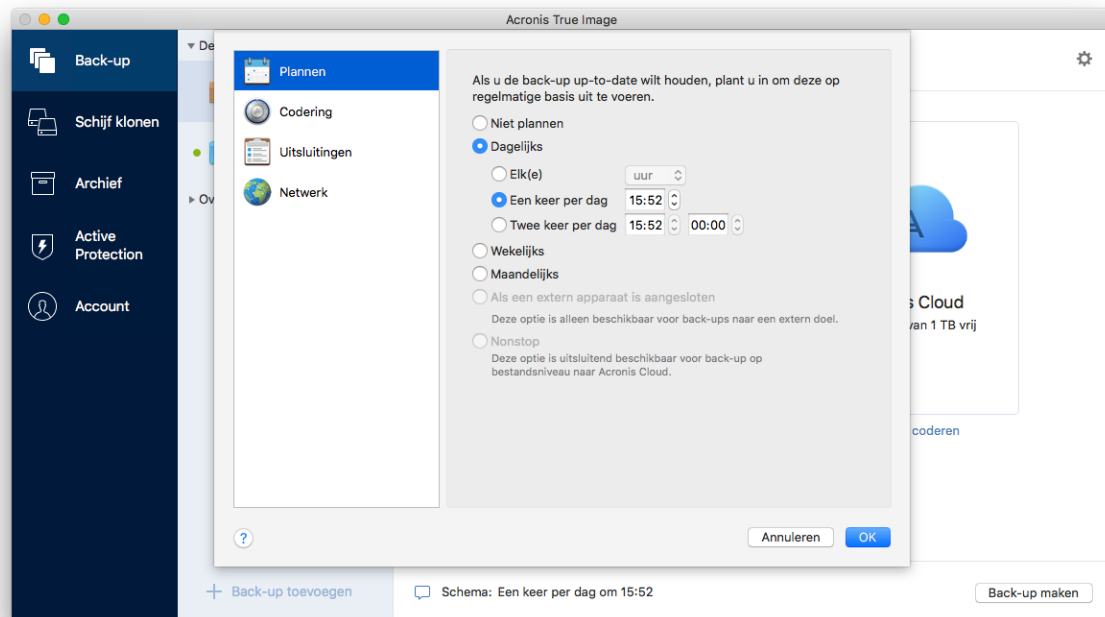 Acronis True Image
Back-up
Schijf klonen
Archief
Active
Protection
Account
De
Ov
Back-up toevoegen
Plannen
Codering
Uitsluitingen
Netwerk
Als u de back-up up-to-date wilt houden, plant u in om deze op
regelmatige basis uit te voeren.
Niet plannen
Dagelijks
Elk(e) uur
Een keer per dag 15:52
Twee keer per dag 15:52 00:00
Wekelijks
Maandelijks
Als een extern apparaat is aangesloten
Deze optie is alleen beschikbaar voor back-ups naar een extern doel.
Nonstop
Deze optie is uitsluitend beschikbaar voor back-up op
bestandsniveau naar Acronis Cloud.
?
Annuleren
OK
s Cloud
van 1 TB vrij
coderen
Schema: Een keer per dag om 15:52
Back-up maken